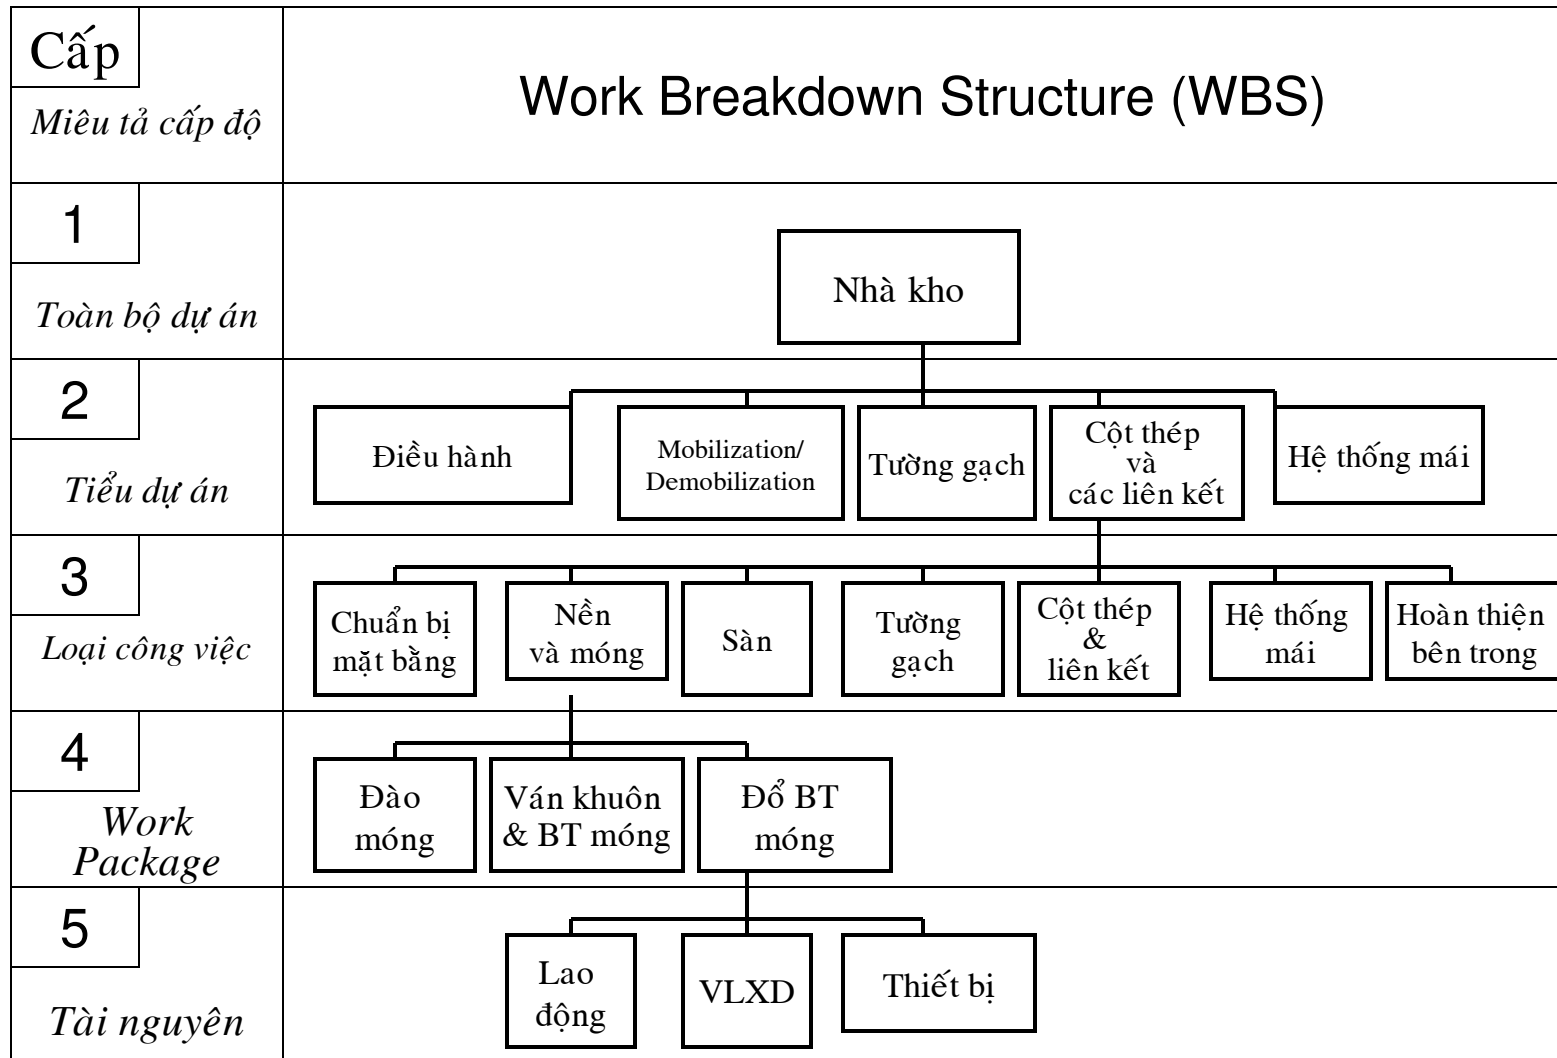 Cấp
Miêu tả cấp độ
Work Breakdown Structure (WBS)
1
Toàn bộ dự án
Nhà kho
2
Tiểu dự án
Điều hành
Mobilization/
Demobilization
Tường gạch
Cột thép
và
các liên kết
Hệ thống mái
3
Loại công việc
Chuẩn bị
mặt bằng
Nền
và móng
Sàn
Tường
gạch
Cột thép
&
liên kết
Hệ thống
mái
Hoàn thiện
bên trong
4
Work
Package
Đào
móng
Ván khuôn
& BT móng
Đổ BT
móng
5
Tài nguyên
Lao
động
VLXD
Thiết bị